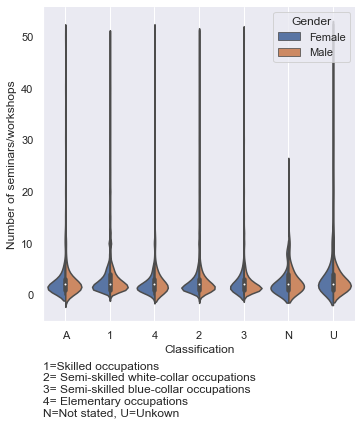 Gender
Female
Male
Number of seminars/workshops
50
40
30
20
10
0
A 1 4 2 3 N U
Classification
1=Skilled occupations
2= Semi-skilled white-collar occupations
3= Semi-skilled blue-collar occupations
4= Elementary occupations
N=Not stated, U=Unkown